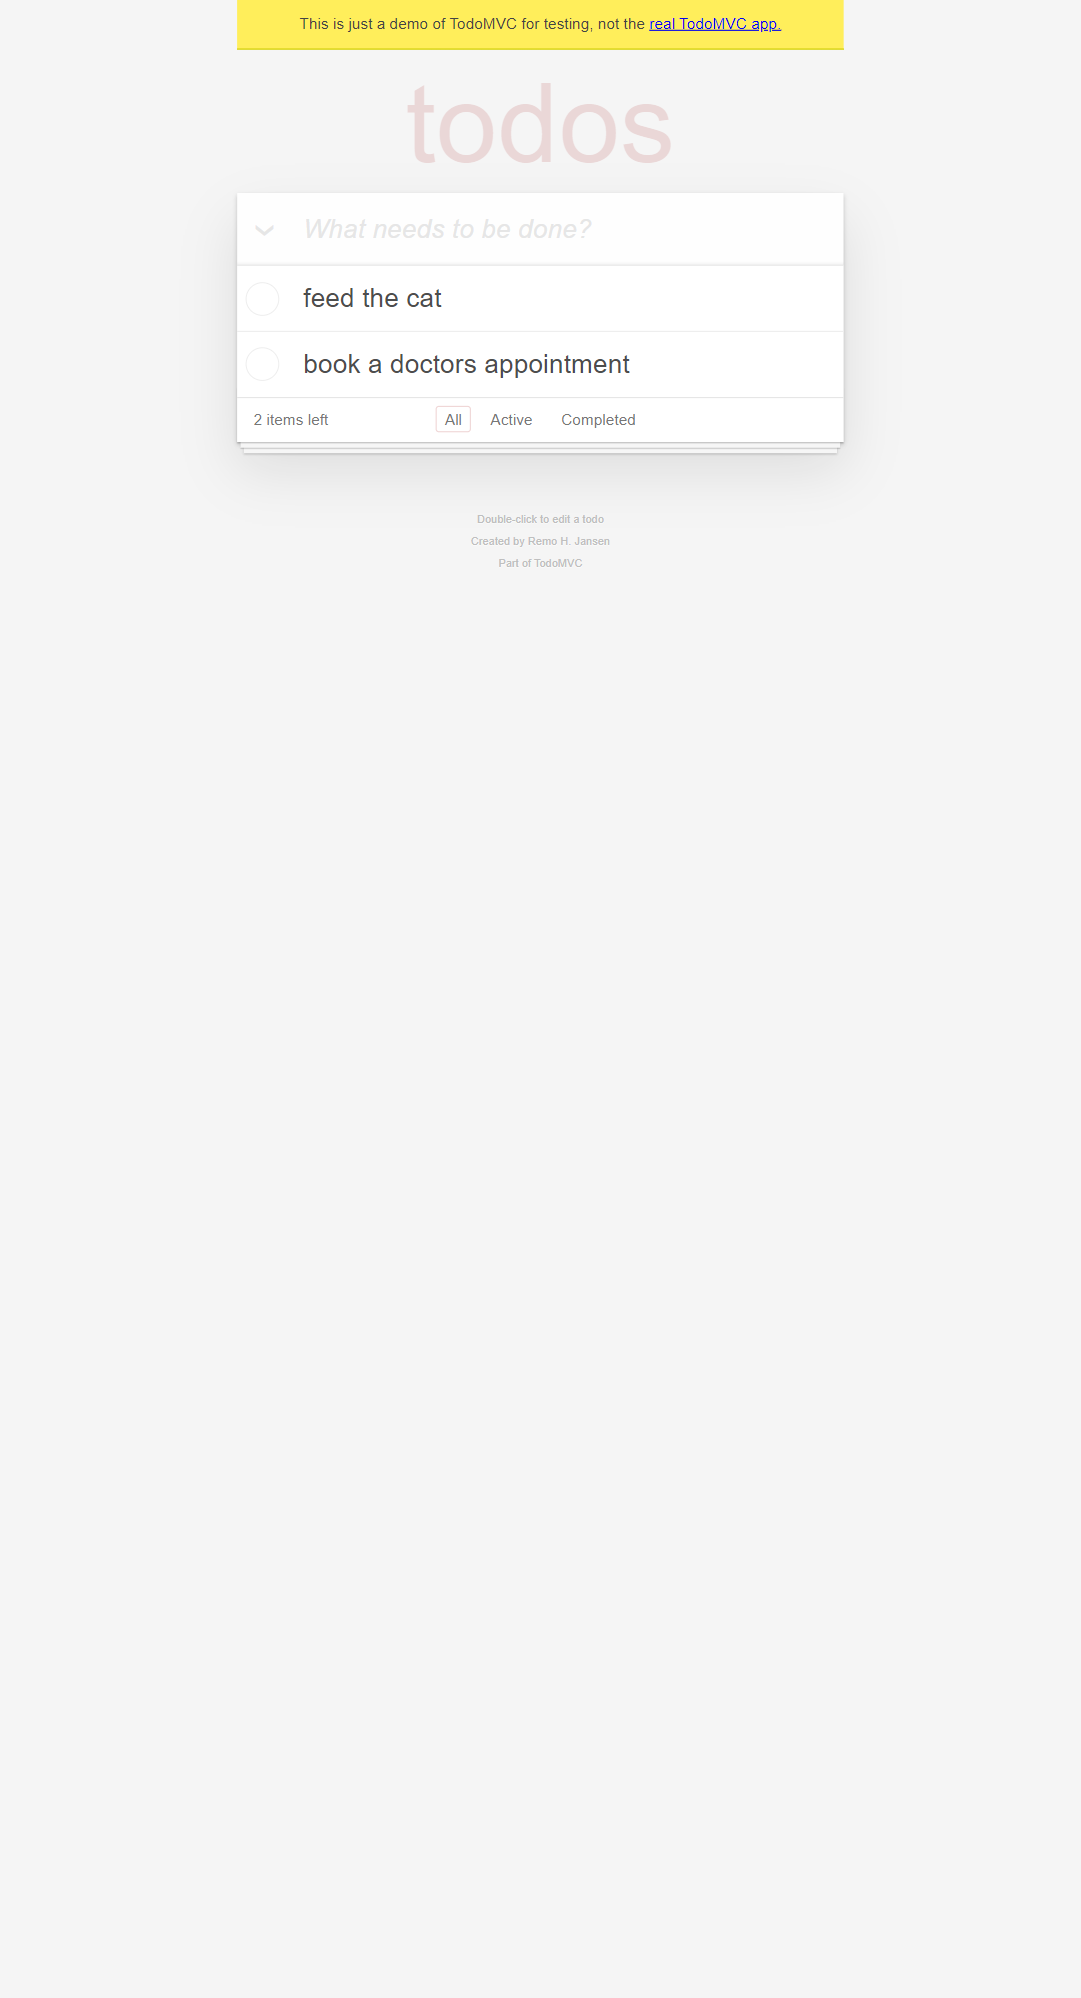 This is just a demo of TodoMVC for testing, not the real TodoMVC app.
todos
What needs to be done?
feed the cat
book a doctors appointment
2 items left All Active Completed
Double-click to edit a todo
Created by Remo H. Jansen
Part of TodoMVC